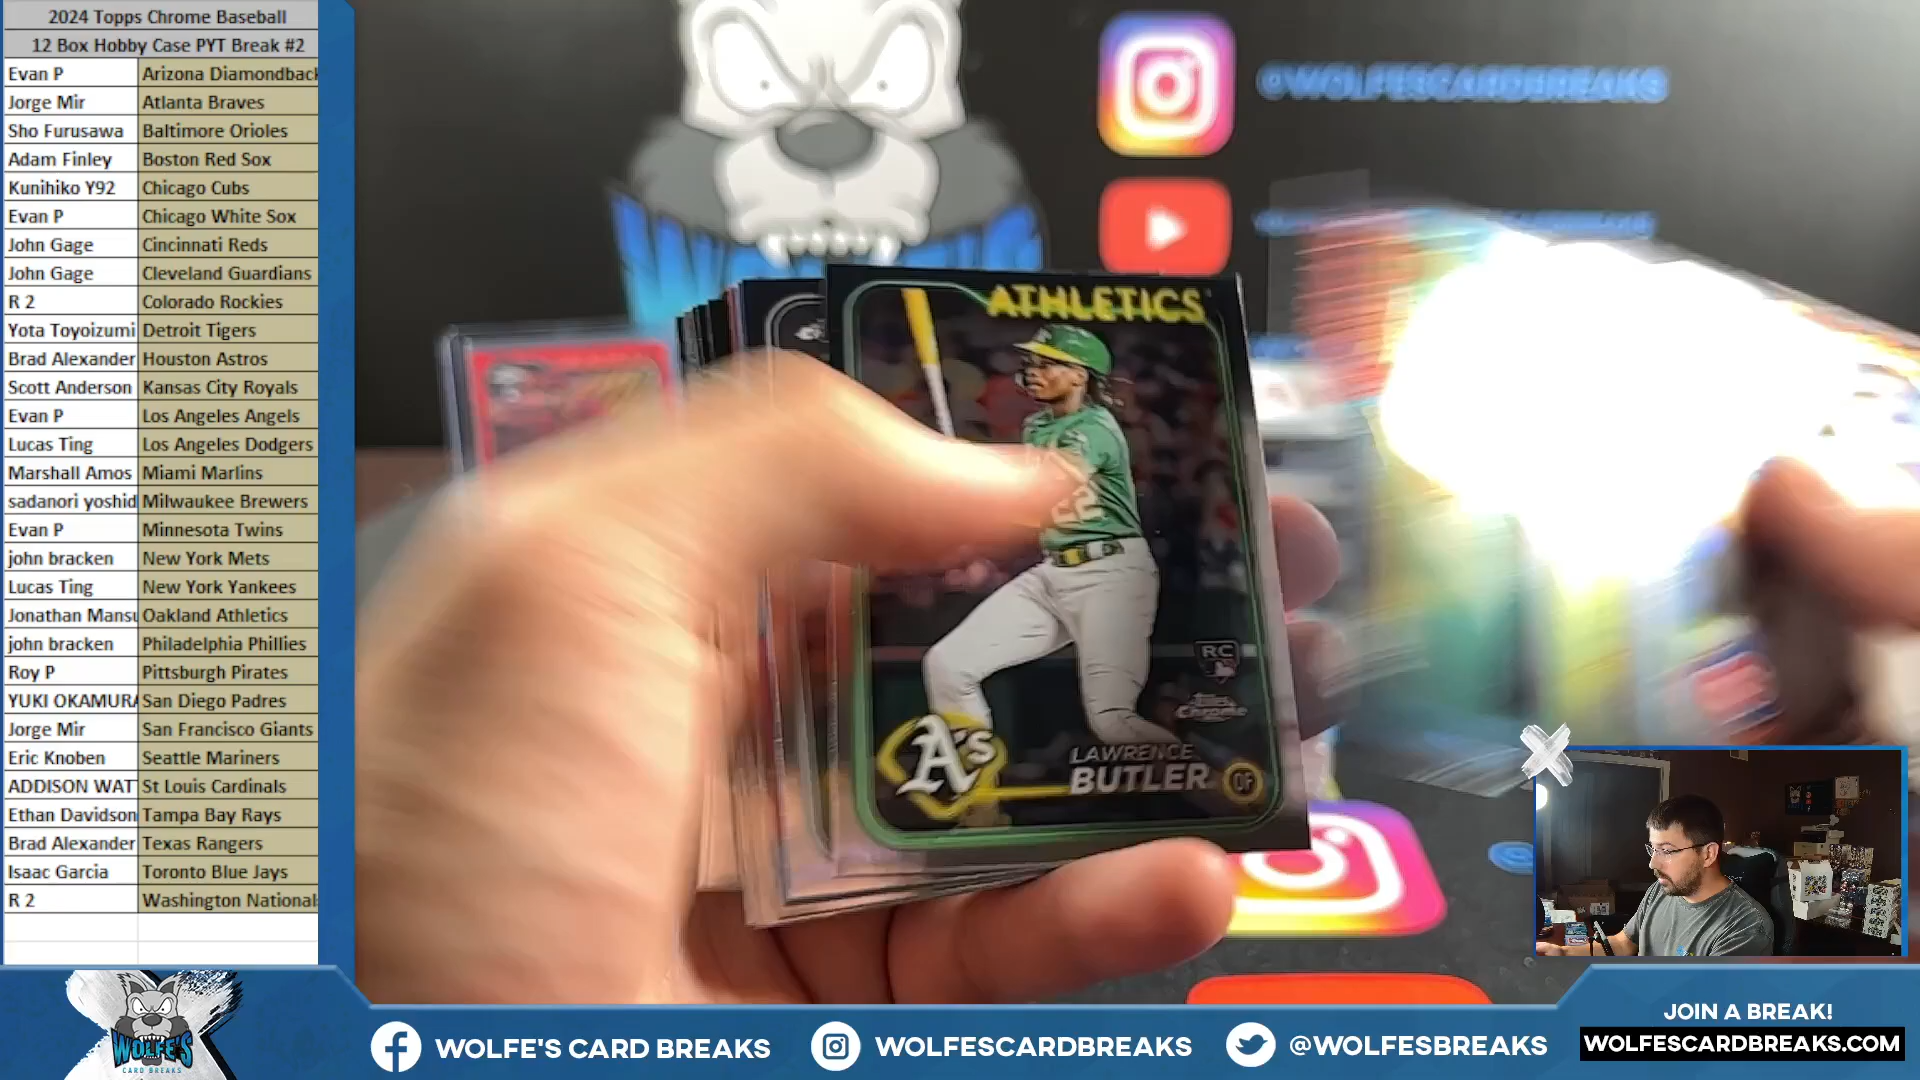 2024 Topps Chrome Baseball
12 Box Hobby Case PYT Break #2
Evan P Arizona Diamondback
Jorge Mir Atlanta Braves
Sho Furusawa Baltimore Orioles
Adam Finley Boston Red Sox
Kunihiko Y92 Chicago Cubs
Evan P Chicago White Sox
John Gage Cincinnati Reds
John Gage Cleveland Guardians
R 2 Colorado Rockies
Yota Toyoizumi Detroit Tigers
Brad Alexander Houston Astros
Scott Anderson Kansas City Royals
Evan P Los Angeles Angels
Lucas Ting Los Angeles Dodgers
Marshall Amos Miami Marlins
sadanori yoshid Milwaukee Brewers
Evan P Minnesota Twins
john bracken New York Mets
Lucas Ting New York Yankees
Jonathan Mansu Oakland Athletics
john bracken Philadelphia Phillies
Roy P Pittsburgh Pirates
YUKI OKAMURA San Diego Padres
Jorge Mir San Francisco Giants
Eric Knoben Seattle Mariners
ADDISON WAT St Louis Cardinals
Ethan Davidson Tampa Bay Rays
Brad Alexander Texas Rangers
Isaac Garcia Toronto Blue Jays
R 2 Washington National
@WOLFESCARDBREAKS
ATHLETICS
52
RC
Topps
Chrome
A's
LAWRENCE
BUTLER
OF
WOLFE'S
CARD BREAKS
WOLFE'S CARD BREAKS
WOLFESCARDBREAKS
@WOLFESBREAKS
JOIN A BREAK!
WOLFESCARDBREAKS.COM